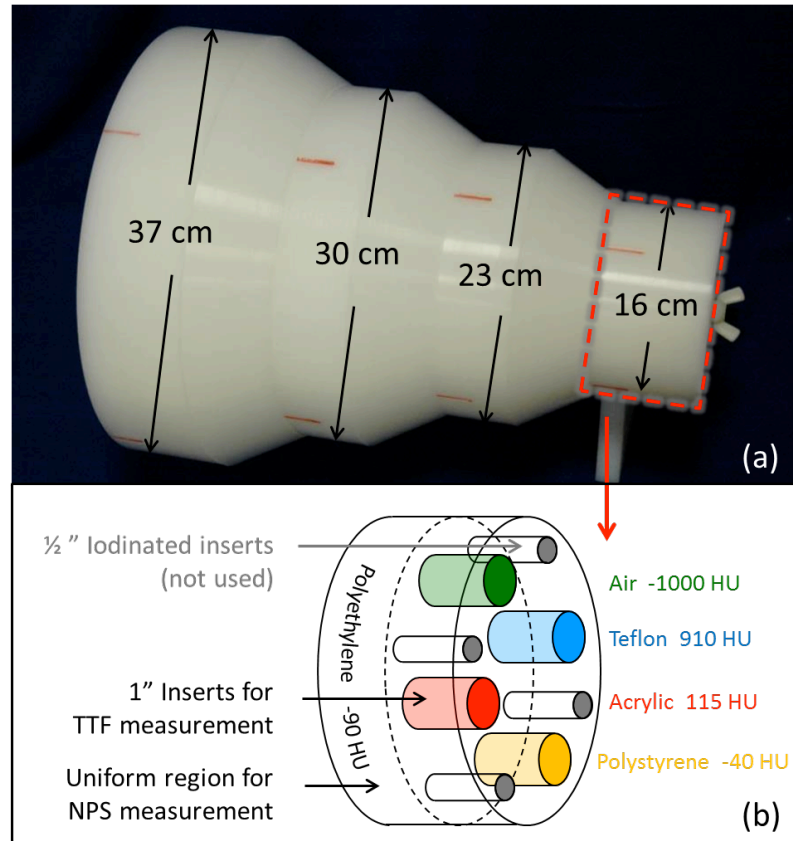 37 cm
30 cm
23 cm
16 cm
(a)
½ ” Iodinated inserts
(not used)
Polyethylene -90 HU
Air -1000 HU
Teflon 910 HU
1” Inserts for
TTF measurement
Acrylic 115 HU
Polystyrene -40 HU
Uniform region for
NPS measurement
(b)